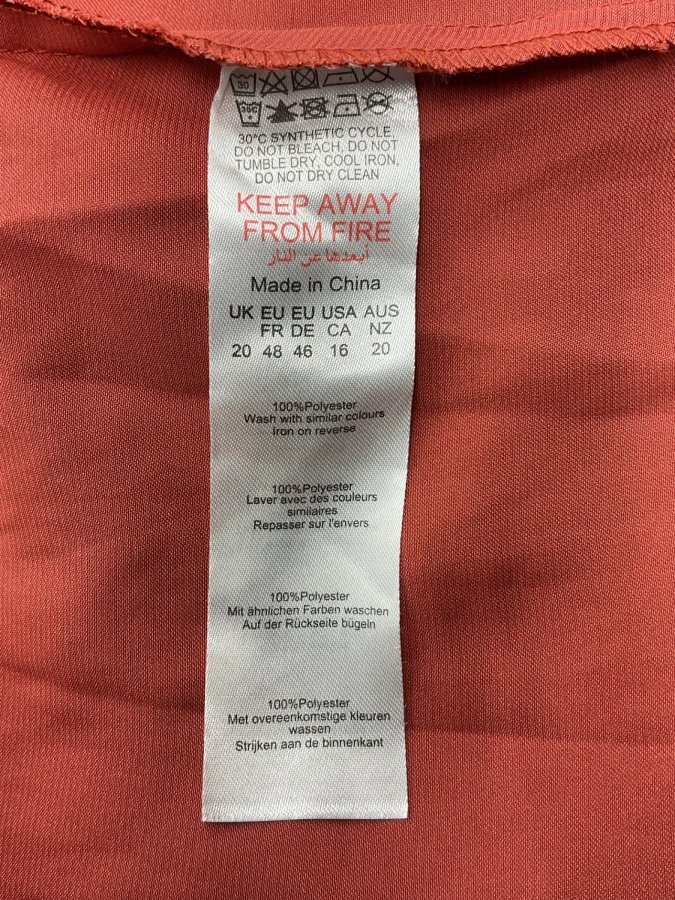 30
30C
30°C SYNTHETIC CYCLE,
DO NOT BLEACH, DO NOT
TUMBLE DRY, COOL IRON,
DO NOT DRY CLEAN
KEEP AWAY
FROM FIRE
أبعدها عن النار
Made in China
UK EU EU USA AUS
FR DE CA NZ
20 48 46 16 20
100%Polyester
Wash with similar colours
Iron on reverse
100%Polyester
Laver avec des couleurs
similaires
Repasser sur l'envers
100%Polyester
Mit ähnlichen Farben waschen
Auf der Rückseite bügeln
100%Polyester
Met overeenkomstige kleuren
wassen
Strijken aan de binnenkant